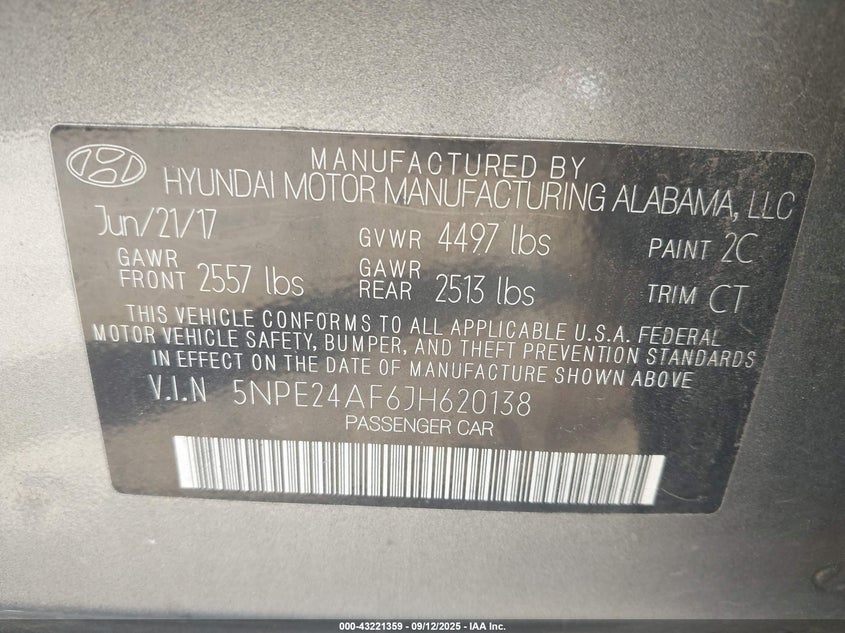 MANUFACTURED BY
HYUNDAI MOTOR MANUFACTURING ALABAMA, LLC
Jun/21/17 GVWR 4497 lbs PAINT 2C
GAWR FRONT 2557 lbs GAWR REAR 2513 lbs TRIM CT
THIS VEHICLE CONFORMS TO ALL APPLICABLE U.S.A. FEDERAL
MOTOR VEHICLE SAFETY, BUMPER, AND THEFT PREVENTION STANDARDS
IN EFFECT ON THE DATE OF MANUFACTURE SHOWN ABOVE
V.I.N 5NPE24AF6JH620138
PASSENGER CAR
000-43221359 - 09/12/2025 - IAA Inc.